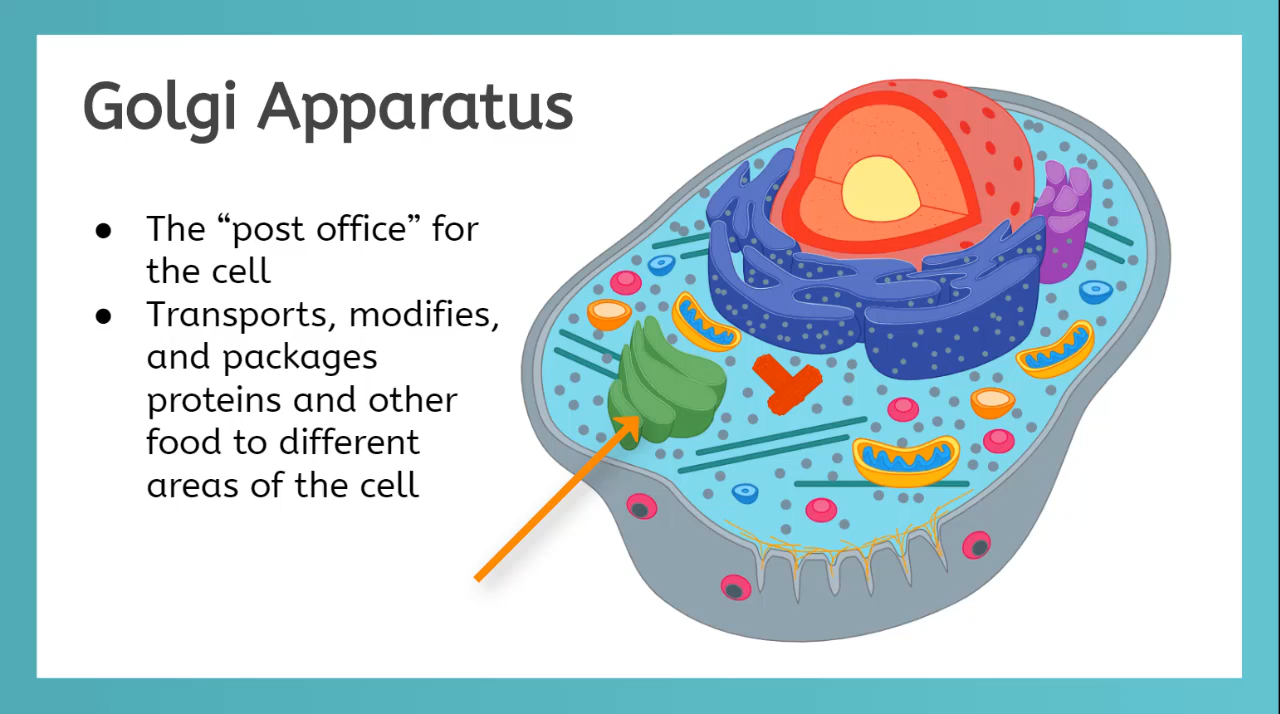 Golgi Apparatus
● The “post office” for
the cell
● Transports, modifies,
and packages
proteins and other
food to different
areas of the cell